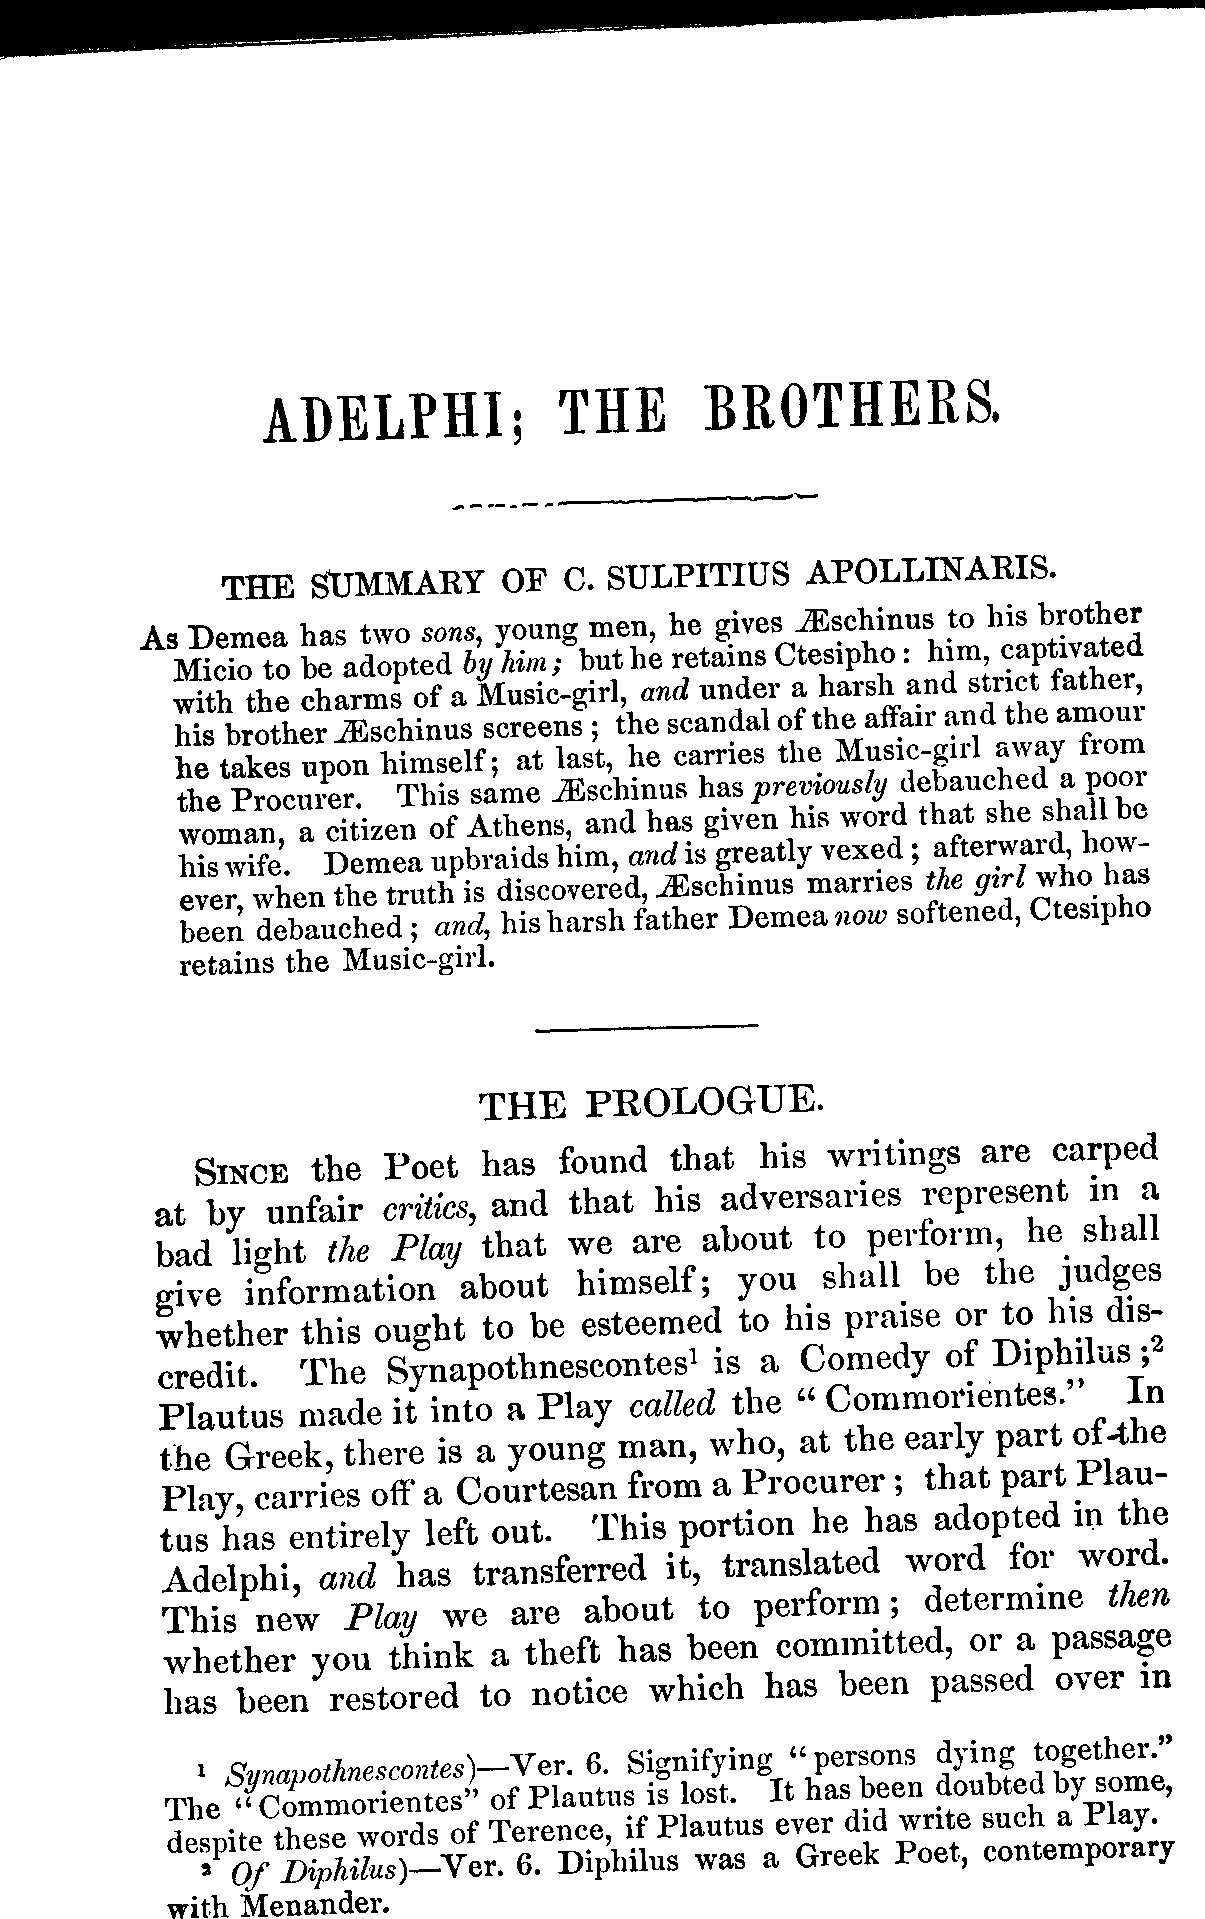 ADELPHI; THE BROTHERS.
THE SUMMARY OF C. SULPITIUS APOLLINARIS.
As Demea has two sons, young men, he gives Æschinus to his brother
Micio to be adopted by him; but he retains Ctesipho: him, captivated
with the charms of a Music-girl, and under a harsh and strict father,
his brother Æschinus screens; the scandal of the affair and the amour
he takes upon himself; at last, he carries the Music-girl away from
the Procurer. This same Æschinus has previously debauched a poor
woman, a citizen of Athens, and has given his word that she shall be
his wife. Demea upbraids him, and is greatly vexed; afterward, how-
ever, when the truth is discovered, Æschinus marries the girl who has
been debauched; and, his harsh father Demea now softened, Ctesipho
retains the Music-girl.
THE PROLOGUE.
SINCE the Poet has found that his writings are carped
at by unfair critics, and that his adversaries represent in a
bad light the Play that we are about to perform, he shall
give information about himself; you shall be the judges
whether this ought to be esteemed to his praise or to his dis-
credit. The Synapothnescontes¹ is a Comedy of Diphilus;²
Plautus made it into a Play called the "Commorientes." In
the Greek, there is a young man, who, at the early part of the
Play, carries off a Courtesan from a Procurer; that part Plau-
tus has entirely left out. This portion he has adopted in the
Adelphi, and has transferred it, translated word for word.
This new Play we are about to perform; determine then
whether you think a theft has been committed, or a passage
has been restored to notice which has been passed over in
¹ Synapothnescontes)—Ver. 6. Signifying "persons dying together."
The "Commorientes" of Plautus is lost. It has been doubted by some,
despite these words of Terence, if Plautus ever did write such a Play.
² Of Diphilus)—Ver. 6. Diphilus was a Greek Poet, contemporary
with Menander.